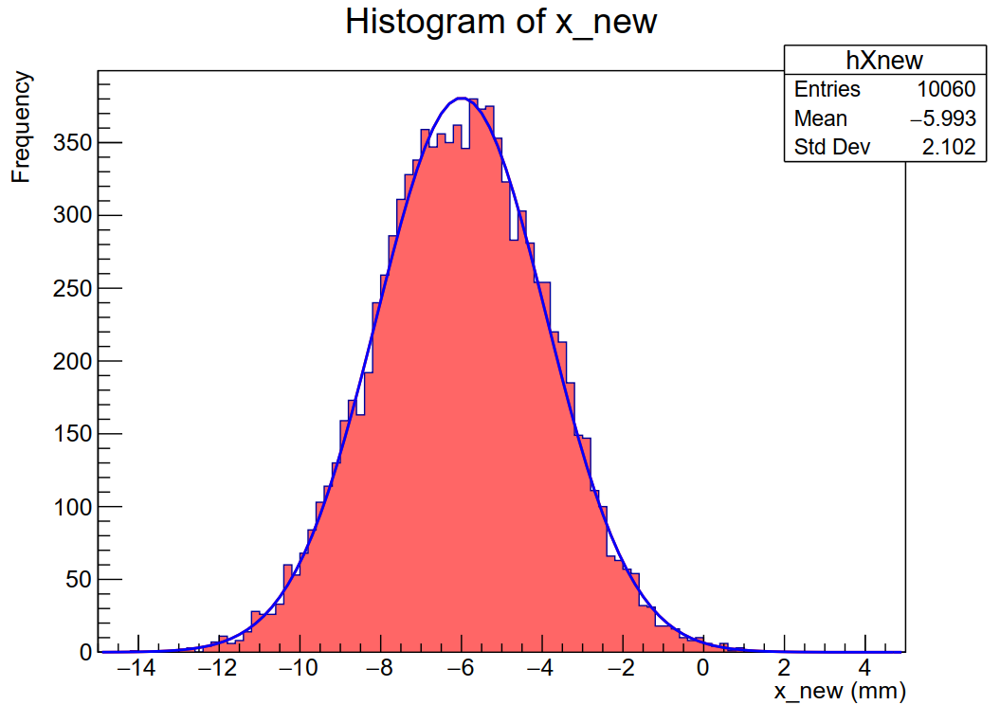 Histogram of x_new
hXnew
Entries 10060
Mean −5.993
Std Dev 2.102
Frequency
350
300
250
200
150
100
50
0
−14 −12 −10 −8 −6 −4 −2 0 2 4
x_new (mm)